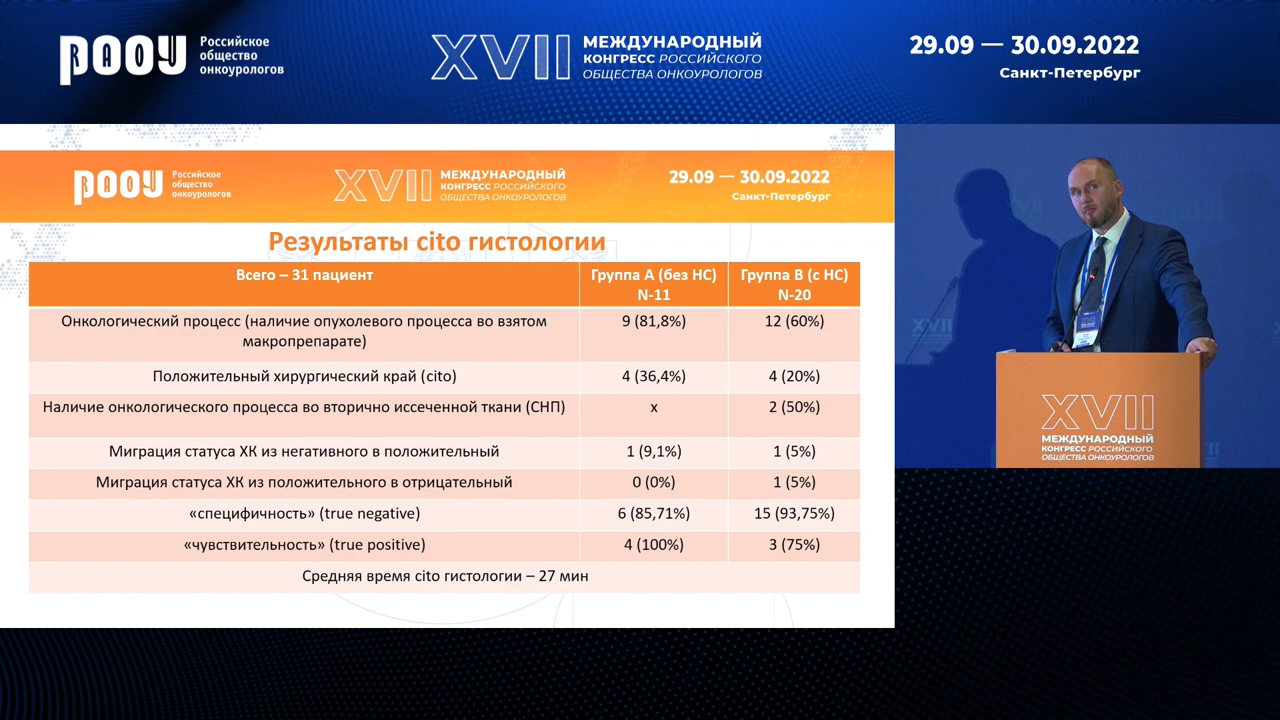 РООУ
Российское
общество
онкоурологов
XVII
МЕЖДУНАРОДНЫЙ
КОНГРЕСС РОССИЙСКОГО
ОБЩЕСТВА ОНКОУРОЛОГОВ
29.09 — 30.09.2022
Санкт-Петербург
РООУ
Российское
общество
онкоурологов
XVII
МЕЖДУНАРОДНЫЙ
КОНГРЕСС РОССИЙСКОГО
ОБЩЕСТВА ОНКОУРОЛОГОВ
29.09 — 30.09.2022
Санкт-Петербург
Результаты cito гистологии
Всего – 31 пациент
Группа А (без НС)
N-11
Группа В (с НС)
N-20
Онкологический процесс (наличие опухолевого процесса во взятом
макропрепарате)
9 (81,8%)
12 (60%)
Положительный хирургический край (cito)
4 (36,4%)
4 (20%)
Наличие онкологического процесса во вторично иссеченной ткани (СНП)
х
2 (50%)
Миграция статуса ХК из негативного в положительный
1 (9,1%)
1 (5%)
Миграция статуса ХК из положительного в отрицательный
0 (0%)
1 (5%)
«специфичность» (true negative)
6 (85,71%)
15 (93,75%)
«чувствительность» (true positive)
4 (100%)
3 (75%)
Средняя время cito гистологии – 27 мин
XVII
XVII
МЕЖДУНАРОДНЫЙ
КОНГРЕСС РОССИЙСКОГО
ОБЩЕСТВА ОНКОУРОЛОГОВ